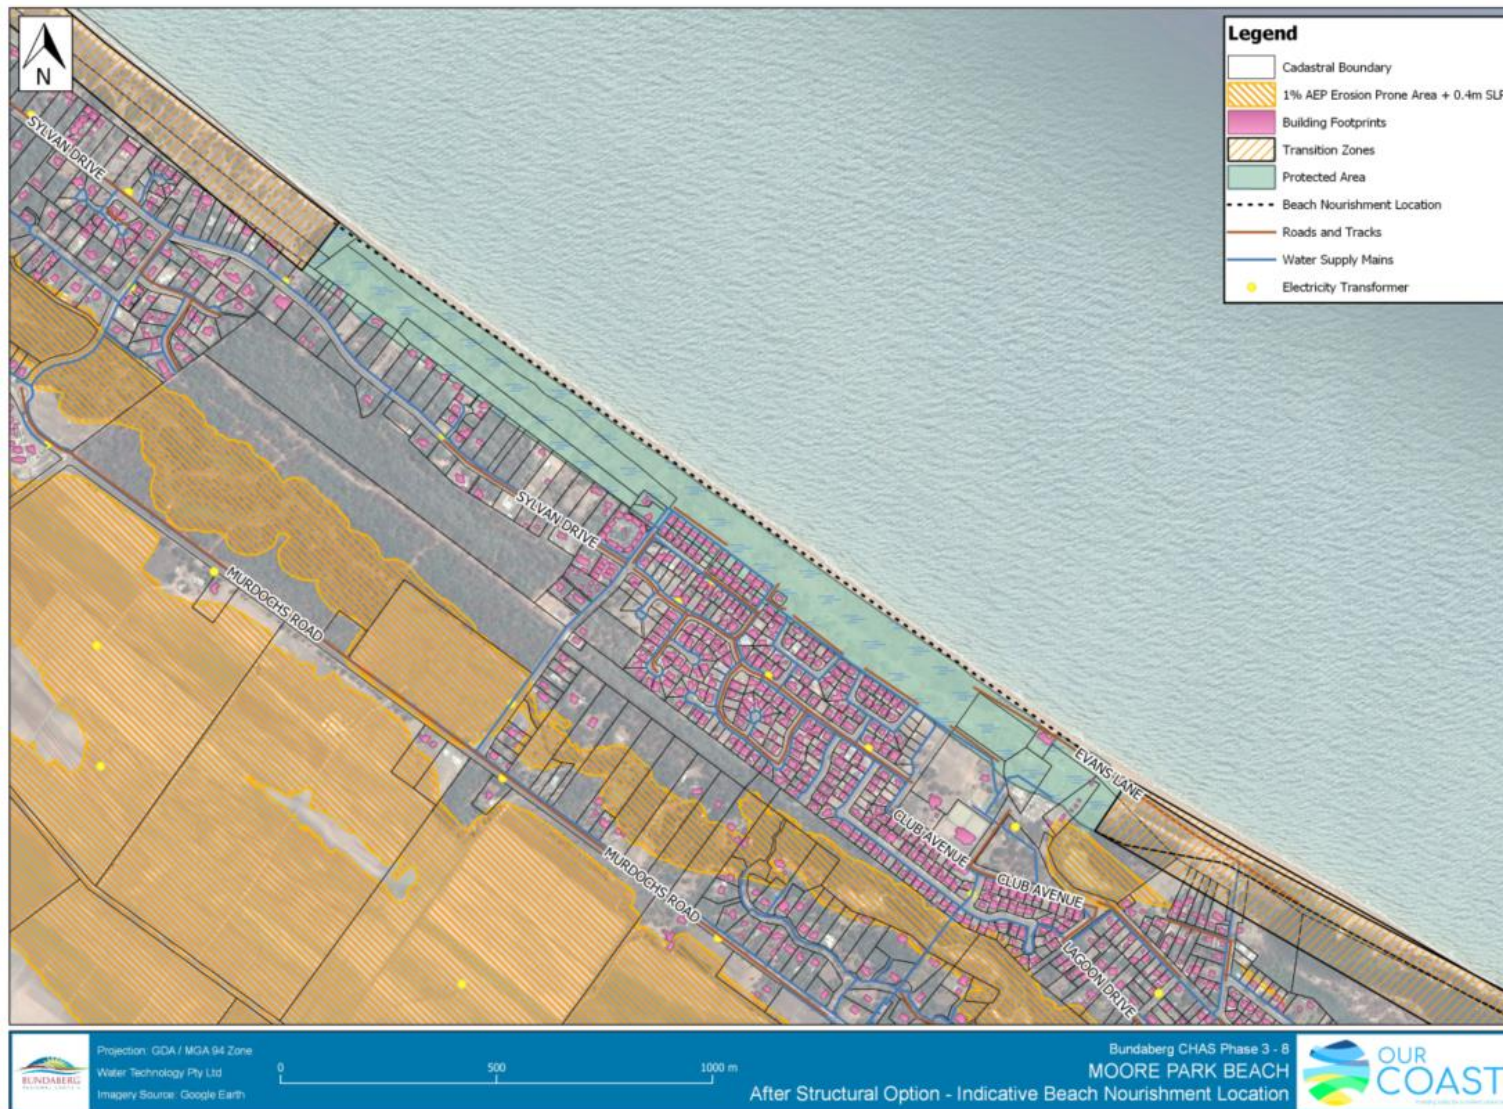 N
Legend
Cadastral Boundary
1% AEP Erosion Prone Area + 0.4m SLR
Building Footprints
Transition Zones
Protected Area
Beach Nourishment Location
Roads and Tracks
Water Supply Mains
Electricity Transformer
SYLVAN DRIVE
SYLVAN DRIVE
MURDOCHS ROAD
EVANS LANE
CLUB AVENUE
MURDOCHS ROAD
CLUB AVENUE
LAGOON DRIVE
BUNDABERG
Projection: GDA / MGA 94 Zone
Water Technology Pty Ltd
Imagery Source: Google Earth
0 500 1000 m
Bundaberg CHAS Phase 3 - 8
MOORE PARK BEACH
After Structural Option - Indicative Beach Nourishment Location
OUR
COAST